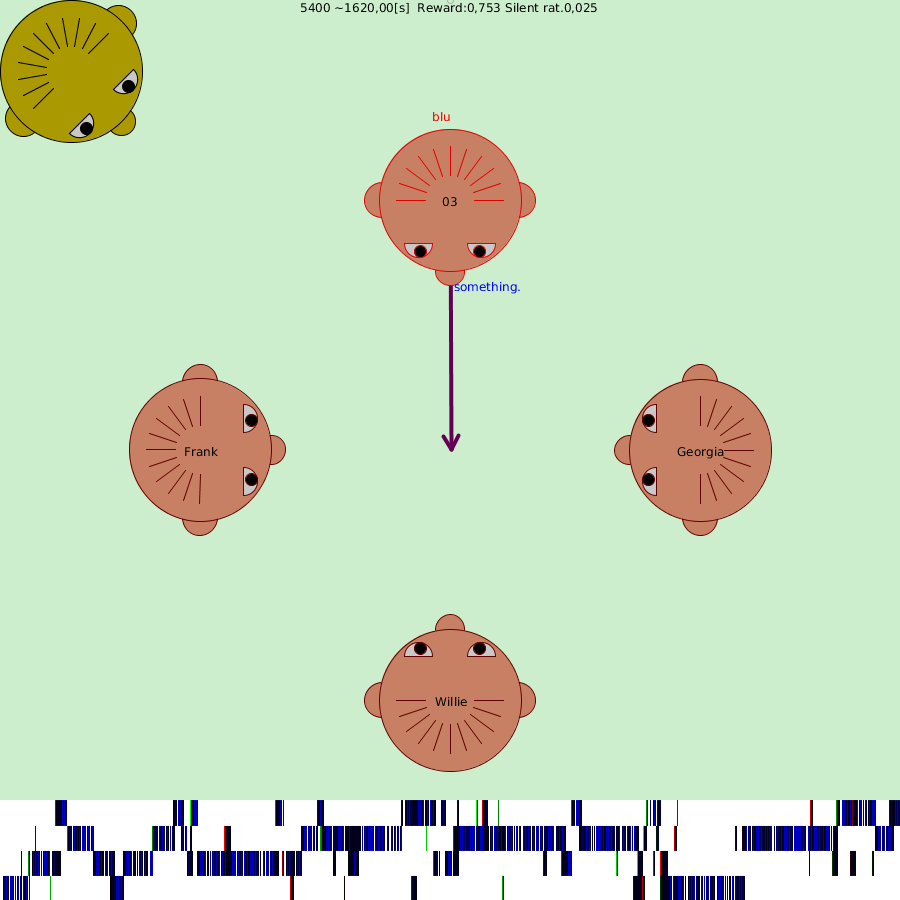 5400 ~1620,00[s]  Reward:0,753 Silent rat.0,025
blu
03
something.
Frank
Georgia
Willie